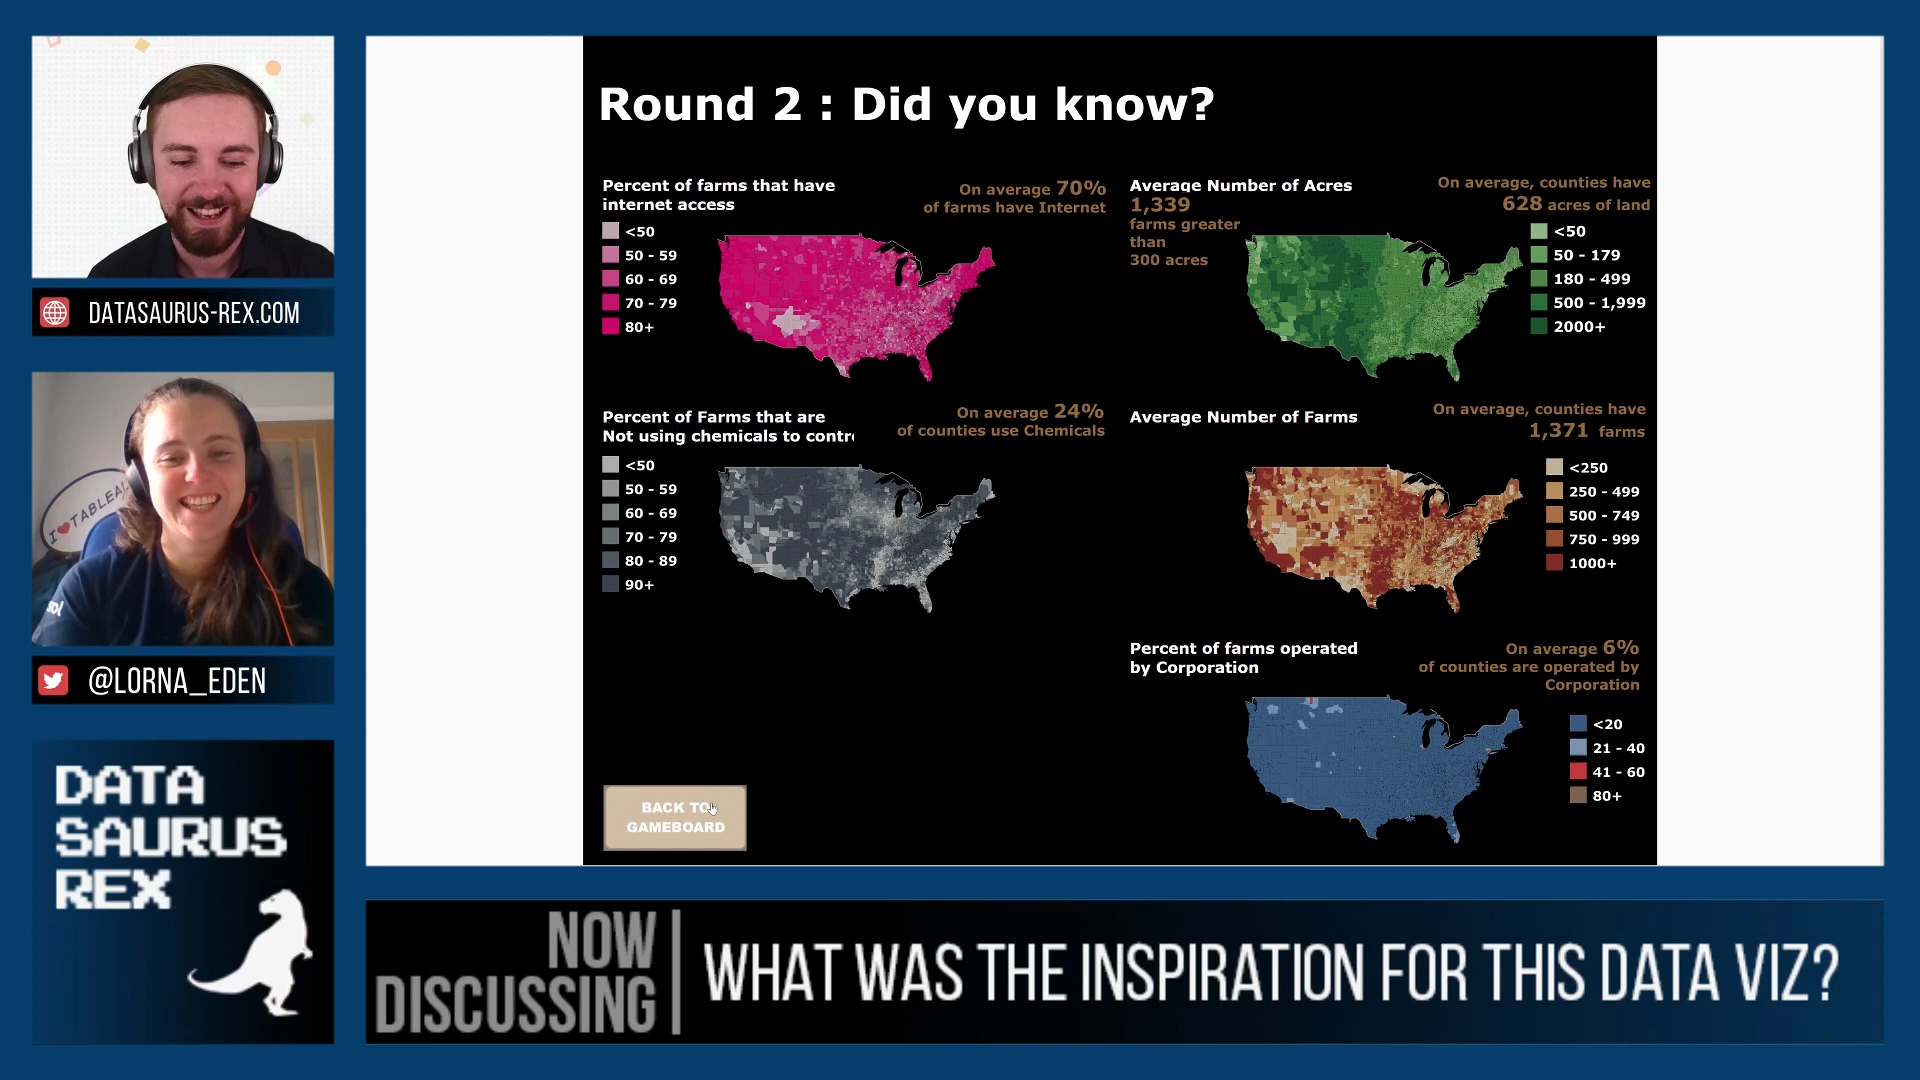 Round 2 : Did you know?
Percent of farms that have
internet access
On average 70%
of farms have Internet
<50
50 - 59
60 - 69
70 - 79
80+
Average Number of Acres
1,339
farms greater
than
300 acres
On average, counties have
628 acres of land
<50
50 - 179
180 - 499
500 - 1,999
2000+
Percent of Farms that are
Not using chemicals to contr
On average 24%
of counties use Chemicals
<50
50 - 59
60 - 69
70 - 79
80 - 89
90+
Average Number of Farms
On average, counties have
1,371 farms
<250
250 - 499
500 - 749
750 - 999
1000+
Percent of farms operated
by Corporation
On average 6%
of counties are operated by
Corporation
<20
21 - 40
41 - 60
80+
BACK TO
GAMEBOARD
DATASAURUS-REX.COM
I ❤ TABLEA
sol
@LORNA_EDEN
DATA
SAURUS
REX
NOW
DISCUSSING
WHAT WAS THE INSPIRATION FOR THIS DATA VIZ?